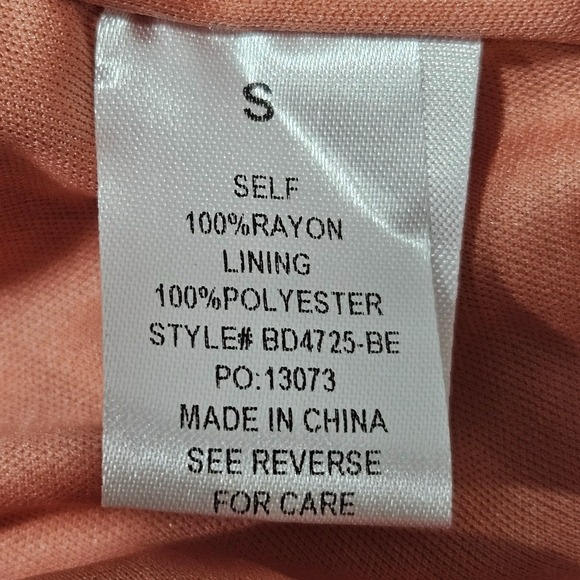 S
SELF
100%RAYON
LINING
100%POLYESTER
STYLE# BD4725-BE
PO:13073
MADE IN CHINA
SEE REVERSE
FOR CARE